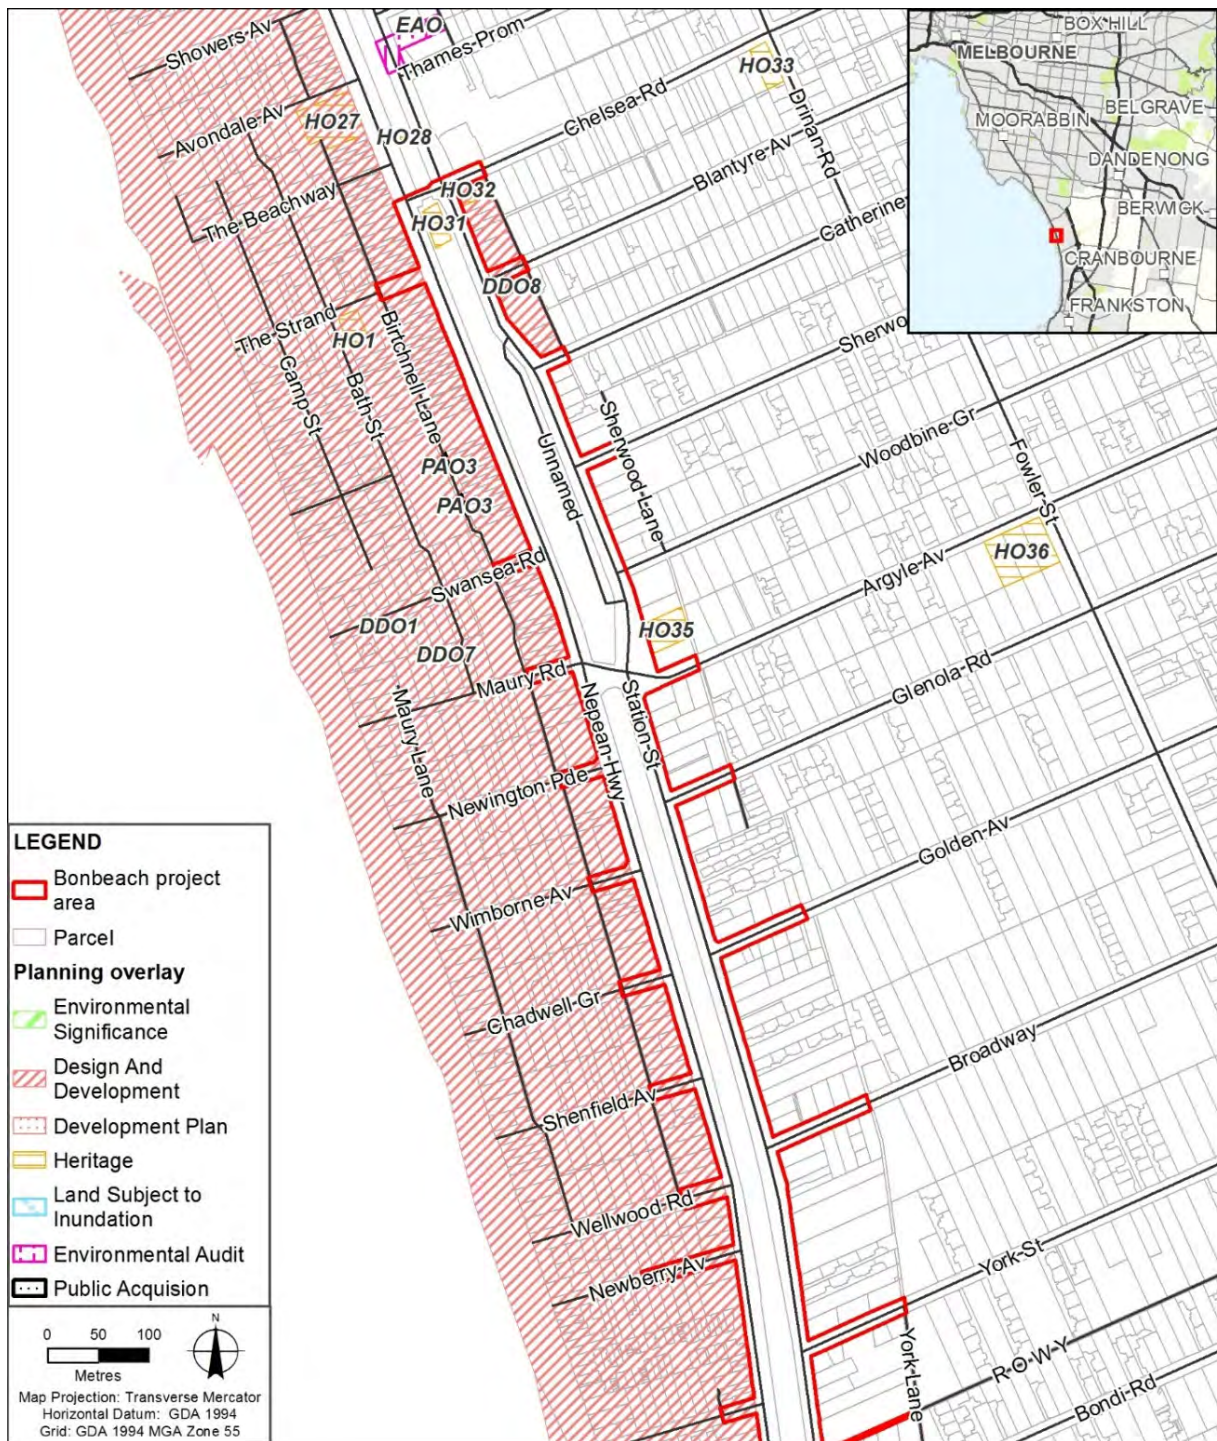 EAO
Showers Av
Thames Prom
HO33
Chelsea Rd
Drinan Rd
Avondale Av
HO27
HO28
Blantyre Av
HO32
The Beachway
HO31
Catherine
DDO8
The Strand
HO1
Birtchnell Lane
Sherwo
Camp St
Bath St
Sherwood Lane
Woodbine Gr
Unnamed
Fowler St
PAO3
PAO3
HO36
Argyle Av
Swansea Rd
DDO1
DDO7
HO35
Glenola Rd
Maury Rd
Nepean Hwy
Station St
Maury Lane
Newington Pde
Golden Av
Wimborne Av
Chadwell Gr
Broadway
Shenfield Av
Wellwood Rd
York St
Newberry Av
York Lane
R O W Y
Bondi Rd
BOX HILL
MELBOURNE
BELGRAVE
MOORABBIN
DANDENONG
BERWICK
CRANBOURNE
FRANKSTON
LEGEND
Bonbeach project
area
Parcel
Planning overlay
Environmental
Significance
Design And
Development
Development Plan
Heritage
Land Subject to
Inundation
Environmental Audit
Public Acquision
N
0 50 100
Metres
Map Projection: Transverse Mercator
Horizontal Datum: GDA 1994
Grid: GDA 1994 MGA Zone 55